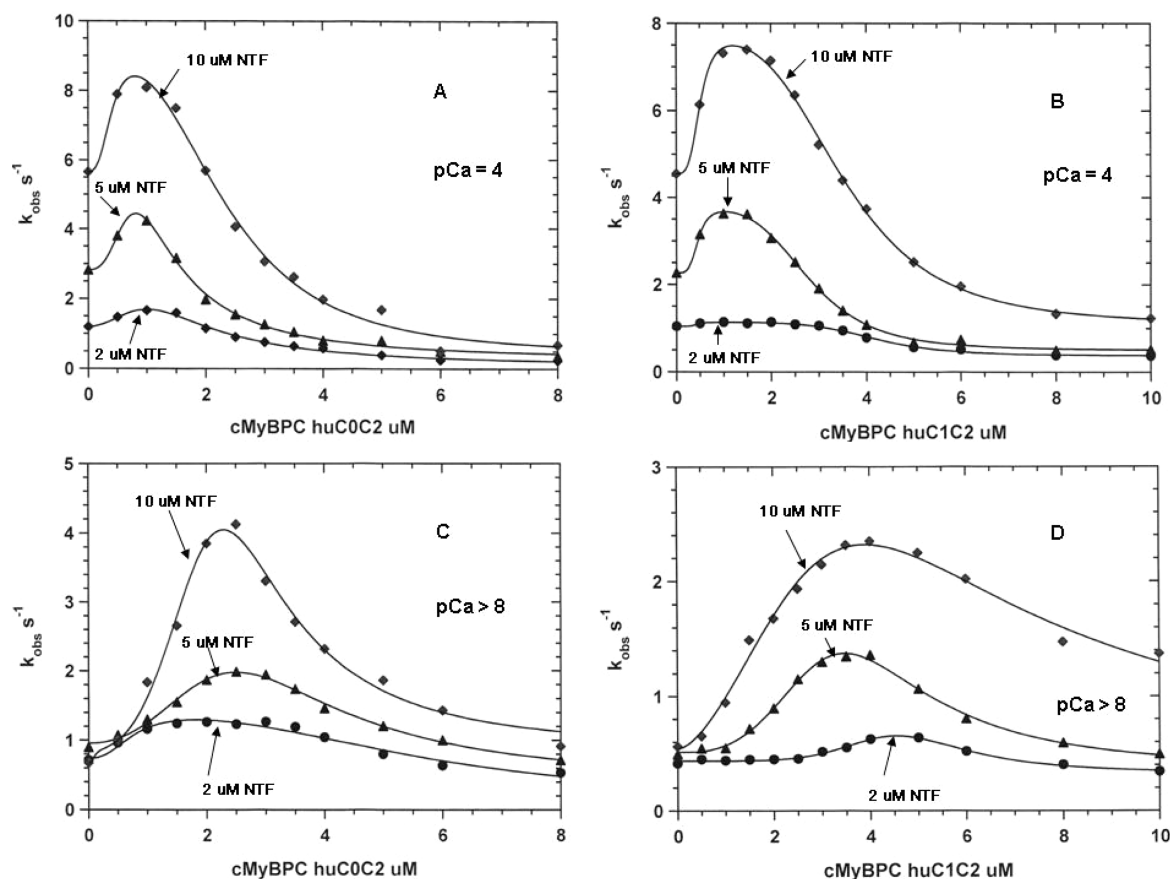 10
8
6
4
2
0
k_obs s^-1
10 uM NTF
A
pCa = 4
5 uM NTF
2 uM NTF
0 2 4 6 8
cMyBPC huC0C2 uM
8
6
4
2
0
k_obs s^-1
10 uM NTF
B
pCa = 4
5 uM NTF
2 uM NTF
0 2 4 6 8 10
cMyBPC huC1C2 uM
5
4
3
2
1
0
k_obs s^-1
10 uM NTF
C
pCa > 8
5 uM NTF
2 uM NTF
0 2 4 6 8
cMyBPC huC0C2 uM
3
2
1
0
k_obs s^-1
10 uM NTF
D
5 uM NTF
pCa > 8
2 uM NTF
0 2 4 6 8 10
cMyBPC huC1C2 uM